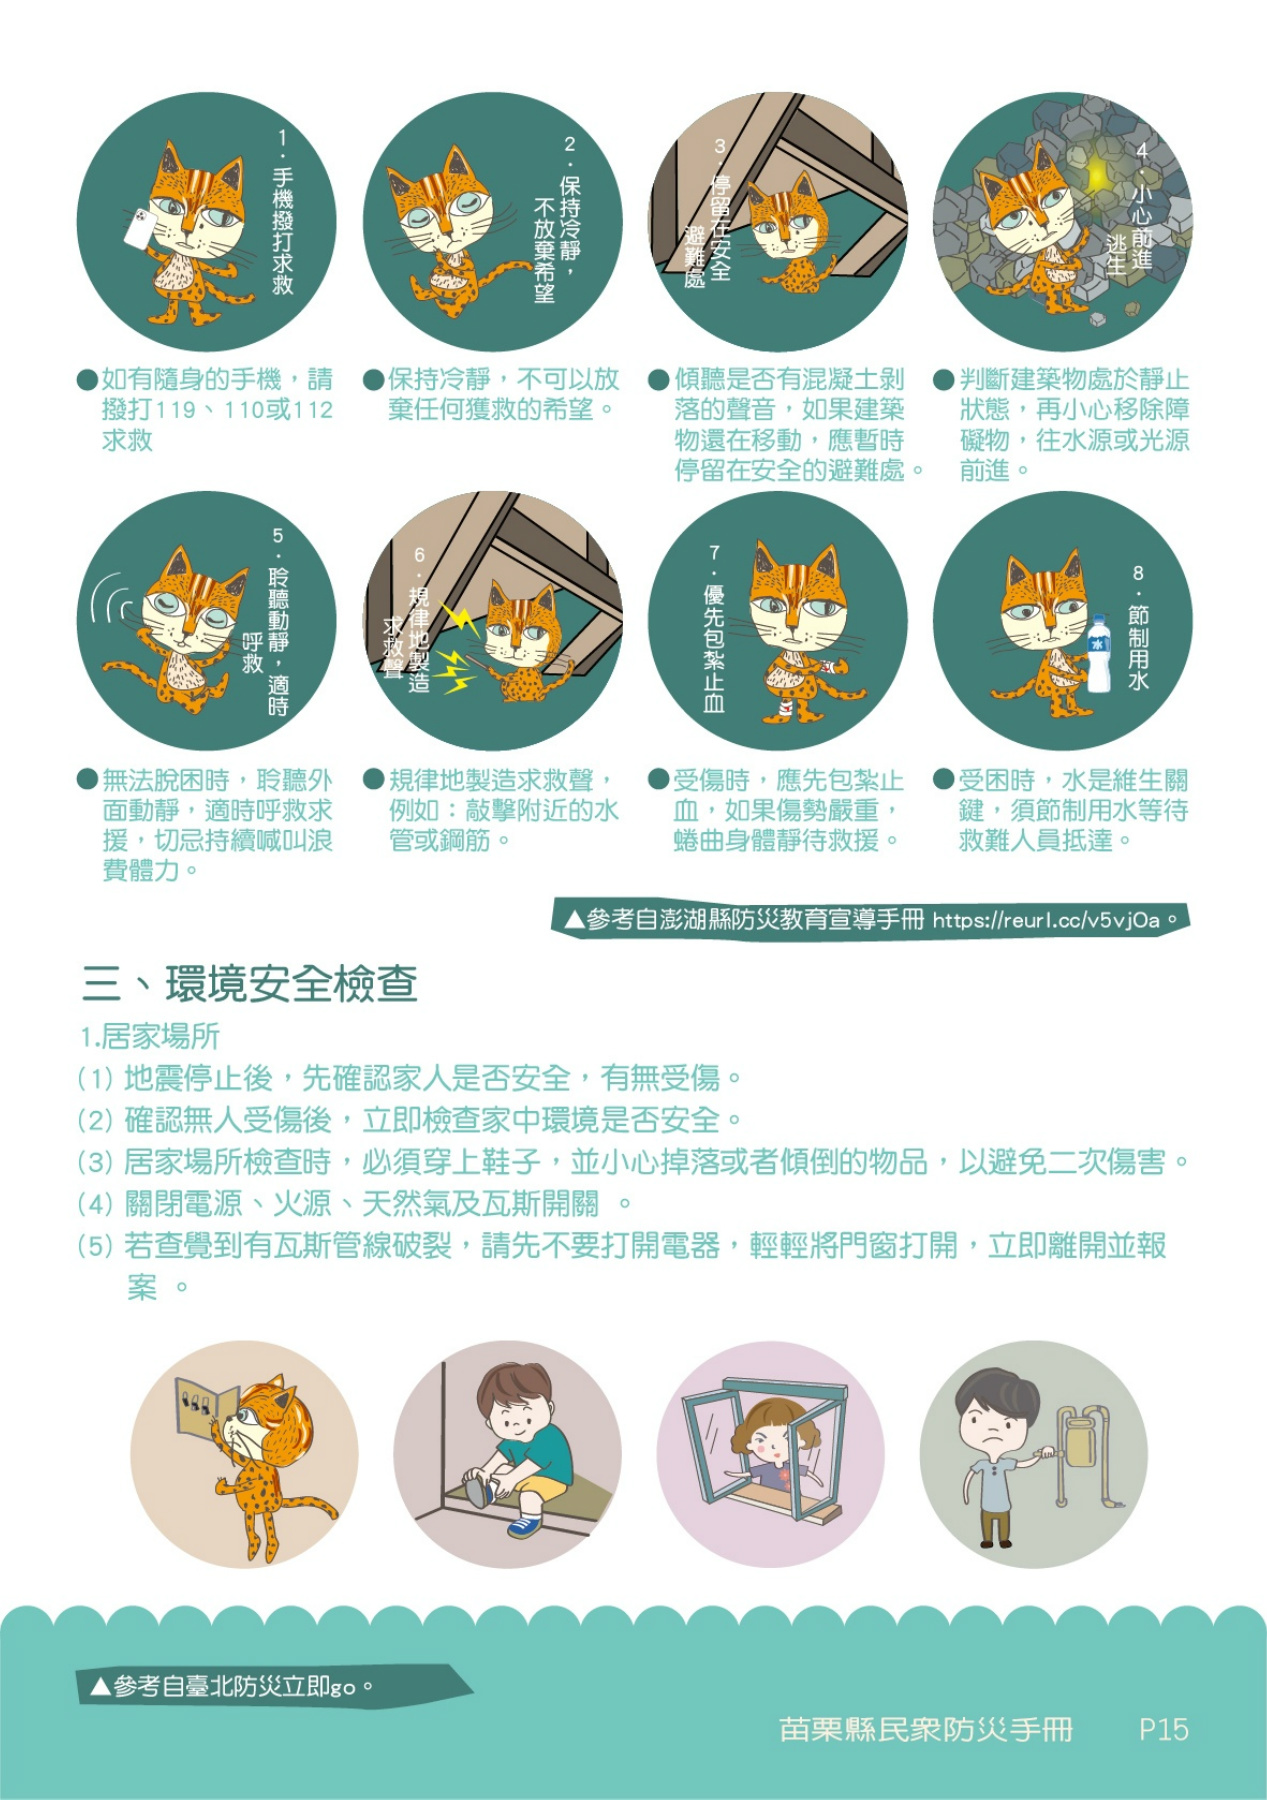 1．手機撥打求救
2．保持冷靜，
不放棄希望
3．停留在安全
避難處
4．小心前進
逃生
●如有隨身的手機，請
撥打119、110或112
求救
●保持冷靜，不可以放
棄任何獲救的希望。
●傾聽是否有混凝土剝
落的聲音，如果建築
物還在移動，應暫時
停留在安全的避難處。
●判斷建築物處於靜止
狀態，再小心移除障
礙物，往水源或光源
前進。
5．聆聽動靜，適時
呼救
6．規律地製造
求救聲
7．優先包紮止血
水
8．節制用水
●無法脫困時，聆聽外
面動靜，適時呼救求
援，切忌持續喊叫浪
費體力。
●規律地製造求救聲，
例如：敲擊附近的水
管或鋼筋。
●受傷時，應先包紮止
血，如果傷勢嚴重，
蜷曲身體靜待救援。
●受困時，水是維生關
鍵，須節制用水等待
救難人員抵達。
▲參考自澎湖縣防災教育宣導手冊 https://reurl.cc/v5vjOa。
三、環境安全檢查
1.居家場所
(1) 地震停止後，先確認家人是否安全，有無受傷。
(2) 確認無人受傷後，立即檢查家中環境是否安全。
(3) 居家場所檢查時，必須穿上鞋子，並小心掉落或者傾倒的物品，以避免二次傷害。
(4) 關閉電源、火源、天然氣及瓦斯開關 。
(5) 若查覺到有瓦斯管線破裂，請先不要打開電器，輕輕將門窗打開，立即離開並報
案 。
▲參考自臺北防災立即go。
苗栗縣民眾防災手冊 P15